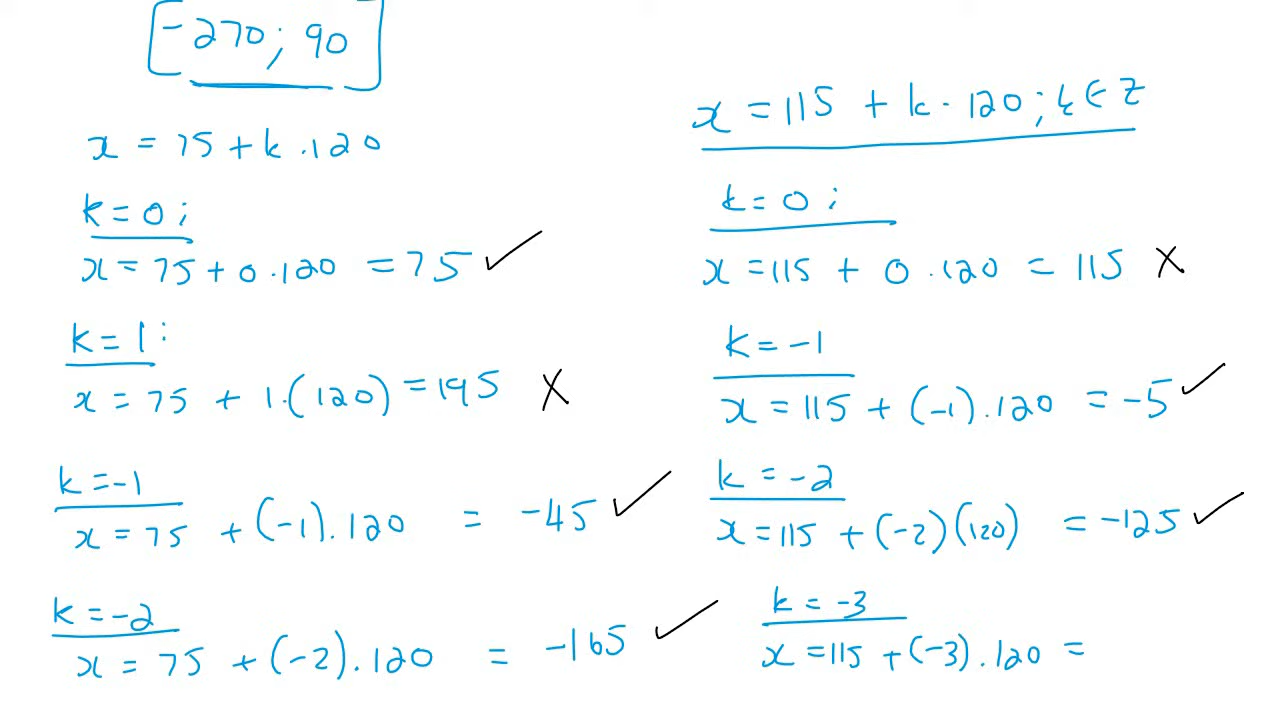 [-270; 90]
x = 75 + k . 120
k = 0 ;
x = 75 + 0 . 120 = 75 ✓
k = 1 :
x = 75 + 1 . (120) = 195 X
k = -1
x = 75 + (-1) . 120 = -45 ✓
k = -2
x = 75 + (-2) . 120 = -165 ✓
x = 115 + k . 120 ; k ∈ Z
k = 0 ;
x = 115 + 0 . 120 = 115 X
k = -1
x = 115 + (-1) . 120 = -5 ✓
k = -2
x = 115 + (-2)(120) = -125 ✓
k = -3
x = 115 + (-3) . 120 =